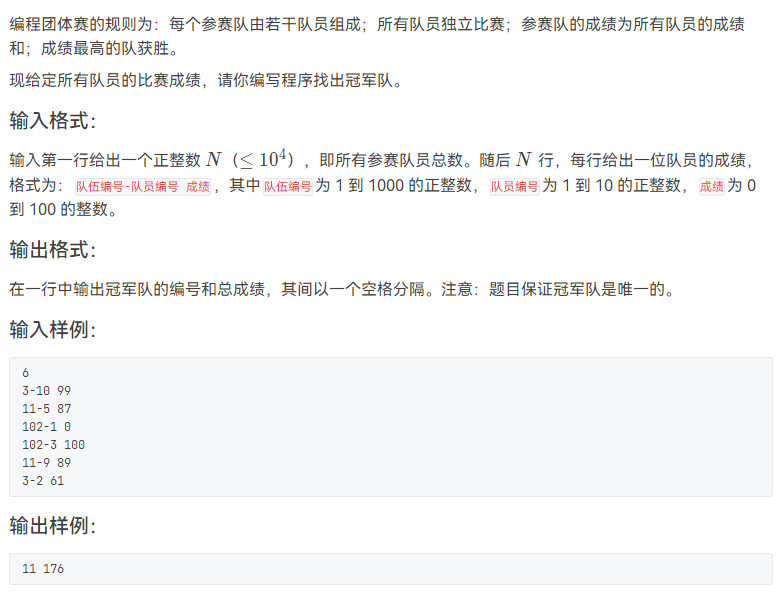 编程团体赛的规则为：每个参赛队由若干队员组成；所有队员独立比赛；参赛队的成绩为所有队员的成绩
和；成绩最高的队获胜。
现给定所有队员的比赛成绩，请你编写程序找出冠军队。
输入格式：
输入第一行给出一个正整数 N（≤ 10⁴），即所有参赛队员总数。随后 N 行，每行给出一位队员的成绩，
格式为：队伍编号-队员编号 成绩，其中队伍编号为 1 到 1000 的正整数，队员编号为 1 到 10 的正整数，成绩为 0
到 100 的整数。
输出格式：
在一行中输出冠军队的编号和总成绩，其间以一个空格分隔。注意：题目保证冠军队是唯一的。
输入样例：
6
3-10 99
11-5 87
102-1 0
102-3 100
11-9 89
3-2 61
输出样例：
11 176